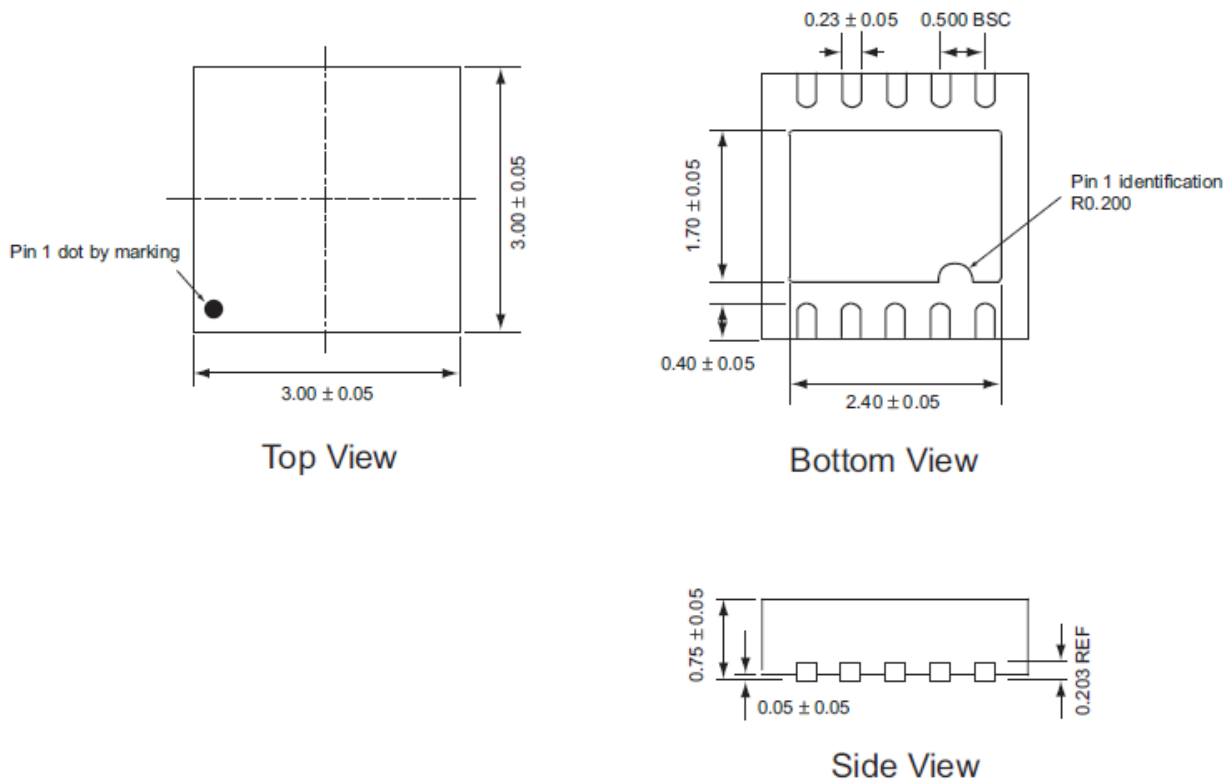 0.23 ± 0.05
0.500 BSC
3.00 ± 0.05
Pin 1 dot by marking
3.00 ± 0.05
Top View
1.70 ± 0.05
Pin 1 identification
R0.200
0.40 ± 0.05
2.40 ± 0.05
Bottom View
0.75 ± 0.05
0.05 ± 0.05
0.203 REF
Side View